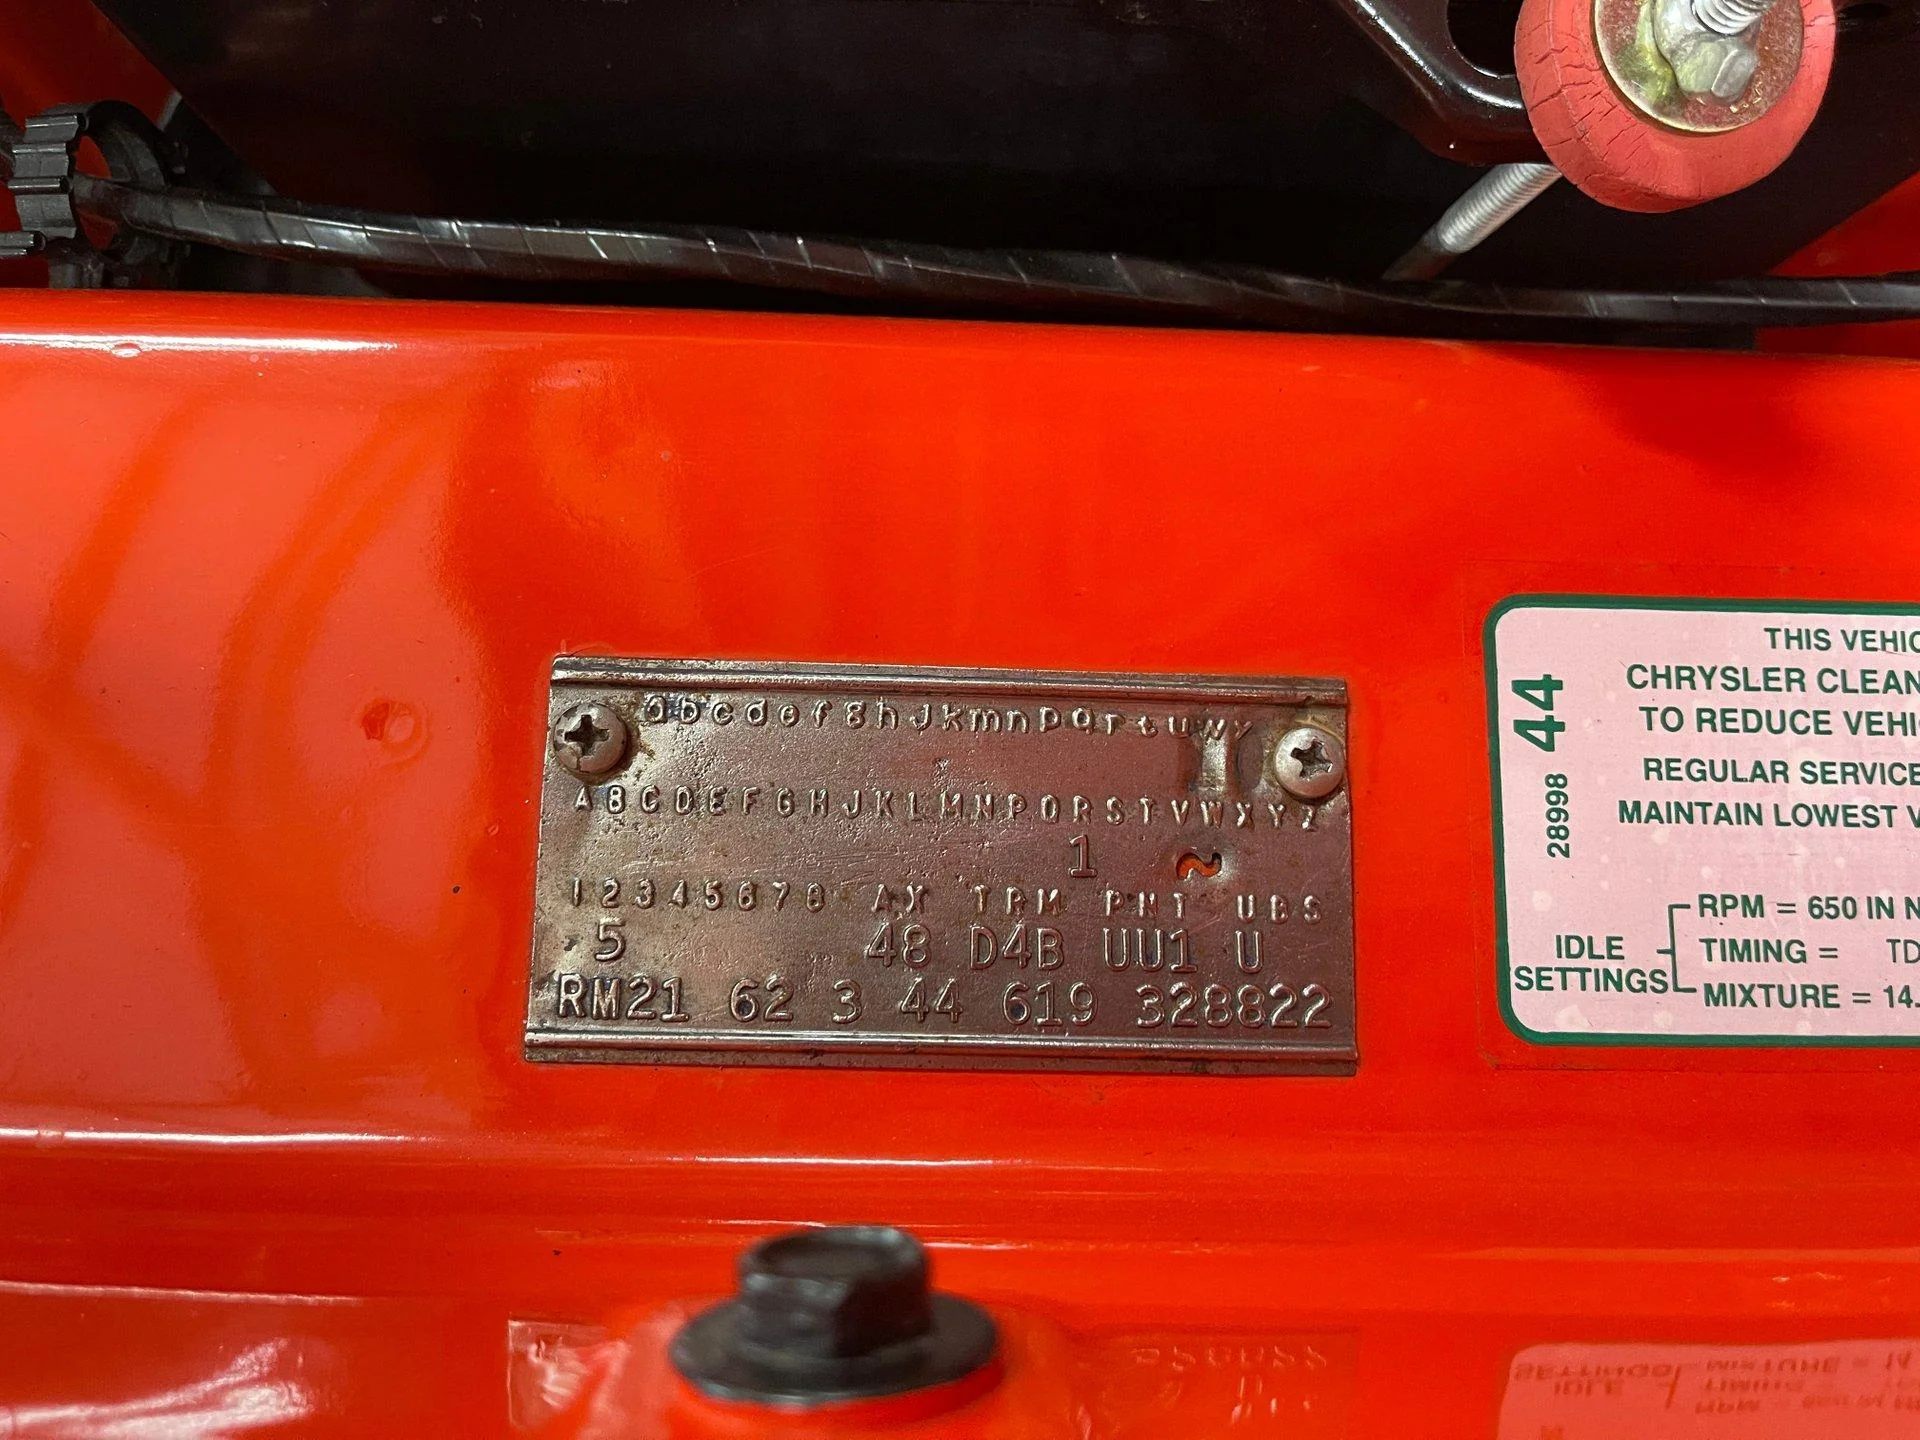 abcdefghJkmnpqrtuwy
ABCDEFGHJKLMNPQRSTVWXYZ
1
12345678 AX TRM PNT UBS
5 48 D4B UU1 U
RM21 62 3 44 619 328822
44
28998
THIS VEHIC
CHRYSLER CLEAN
TO REDUCE VEHI
REGULAR SERVICE
MAINTAIN LOWEST V
IDLE SETTINGS
RPM = 650 IN N
TIMING = TD
MIXTURE = 14.